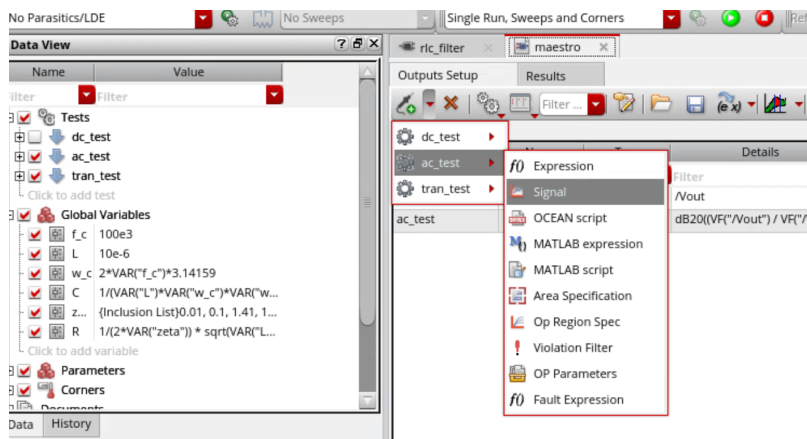 No Parasitics/LDE No Sweeps Single Run, Sweeps and Corners Ref
Data View
Name Value
Filter Filter
Tests
dc_test
ac_test
tran_test
Click to add test
Global Variables
f_c 100e3
L 10e-6
w_c 2*VAR("f_c")*3.14159
C 1/(VAR("L")*VAR("w_c")*VAR("w...
z... {Inclusion List}0.01, 0.1, 1.41, 1...
R 1/(2*VAR("zeta")) * sqrt(VAR("L...
Click to add variable
Parameters
Corners
Documents
Data History
rlc_filter maestro
Outputs Setup Results
Filter ... (e x)
Details
Filter
/Vout
ac_test dB20((VF("/Vout") / VF("/
dc_test
ac_test
tran_test
f() Expression
Signal
OCEAN script
MATLAB expression
MATLAB script
Area Specification
Op Region Spec
Violation Filter
OP Parameters
f() Fault Expression